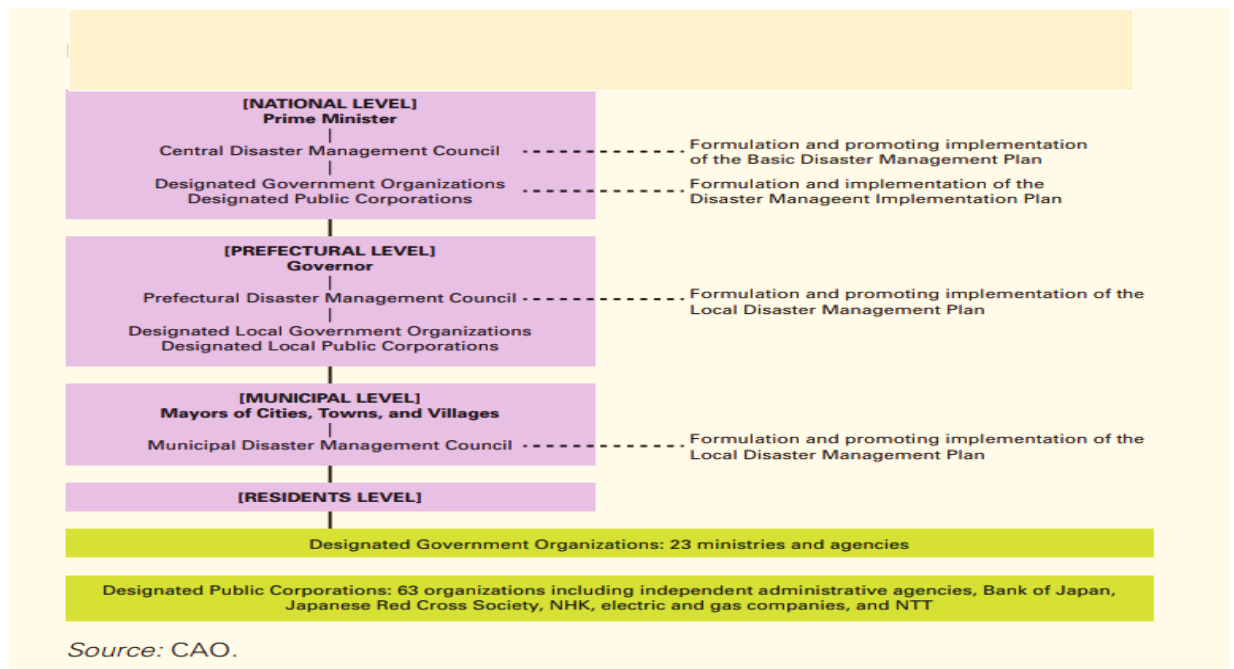 [NATIONAL LEVEL]
Prime Minister
Central Disaster Management Council
Formulation and promoting implementation
of the Basic Disaster Management Plan
Designated Government Organizations
Designated Public Corporations
Formulation and implementation of the
Disaster Manageent Implementation Plan
[PREFECTURAL LEVEL]
Governor
Prefectural Disaster Management Council
Formulation and promoting implementation of the
Local Disaster Management Plan
Designated Local Government Organizations
Designated Local Public Corporations
[MUNICIPAL LEVEL]
Mayors of Cities, Towns, and Villages
Municipal Disaster Management Council
Formulation and promoting implementation of the
Local Disaster Management Plan
[RESIDENTS LEVEL]
Designated Government Organizations: 23 ministries and agencies
Designated Public Corporations: 63 organizations including independent administrative agencies, Bank of Japan,
Japanese Red Cross Society, NHK, electric and gas companies, and NTT
Source: CAO.